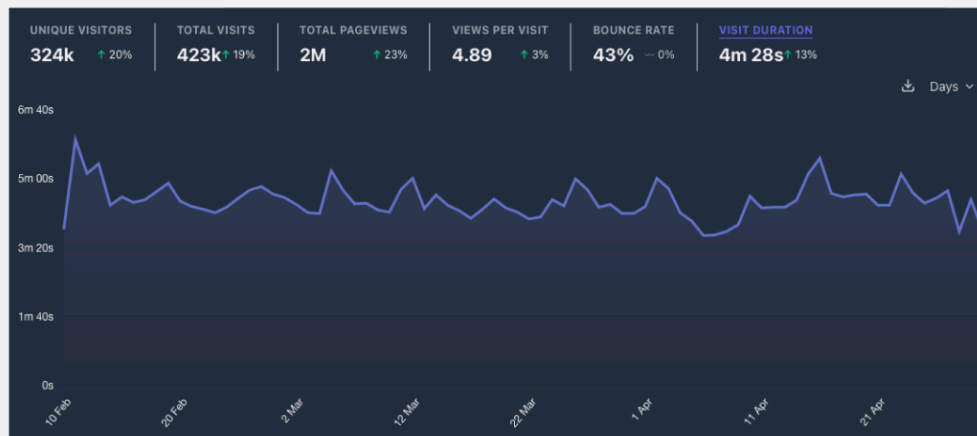 UNIQUE VISITORS TOTAL VISITS TOTAL PAGEVIEWS VIEWS PER VISIT BOUNCE RATE VISIT DURATION
324k ↑ 20% 423k ↑ 19% 2M ↑ 23% 4.89 ↑ 3% 43% — 0% 4m 28s ↑ 13%
Days
6m 40s
5m 00s
3m 20s
1m 40s
0s
10 Feb 20 Feb 2 Mar 12 Mar 22 Mar 1 Apr 11 Apr 21 Apr